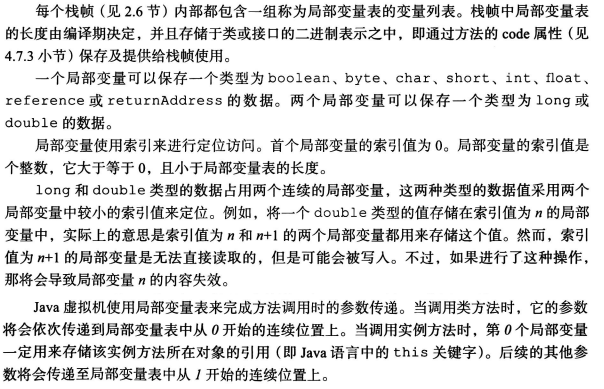 每个栈帧（见 2.6 节）内部都包含一组称为局部变量表的变量列表。栈帧中局部变量表
的长度由编译期决定，并且存储于类或接口的二进制表示之中，即通过方法的 code 属性（见
4.7.3 小节）保存及提供给栈帧使用。
一个局部变量可以保存一个类型为 boolean、byte、char、short、int、float、
reference 或 returnAddress 的数据。两个局部变量可以保存一个类型为 long 或
double 的数据。
局部变量使用索引来进行定位访问。首个局部变量的索引值为 0。局部变量的索引值是
个整数，它大于等于 0，且小于局部变量表的长度。
long 和 double 类型的数据占用两个连续的局部变量，这两种类型的数据值采用两个
局部变量中较小的索引值来定位。例如，将一个 double 类型的值存储在索引值为 n 的局部
变量中，实际上的意思是索引值为 n 和 n+1 的两个局部变量都用来存储这个值。然而，索引
值为 n+1 的局部变量是无法直接读取的，但是可能会被写入。不过，如果进行了这种操作，
那将会导致局部变量 n 的内容失效。
Java 虚拟机使用局部变量表来完成方法调用时的参数传递。当调用类方法时，它的参数
将会依次传递到局部变量表中从 0 开始的连续位置上。当调用实例方法时，第 0 个局部变量
一定用来存储该实例方法所在对象的引用（即 Java 语言中的 this 关键字）。后续的其他参
数将会传递至局部变量表中从 1 开始的连续位置上。